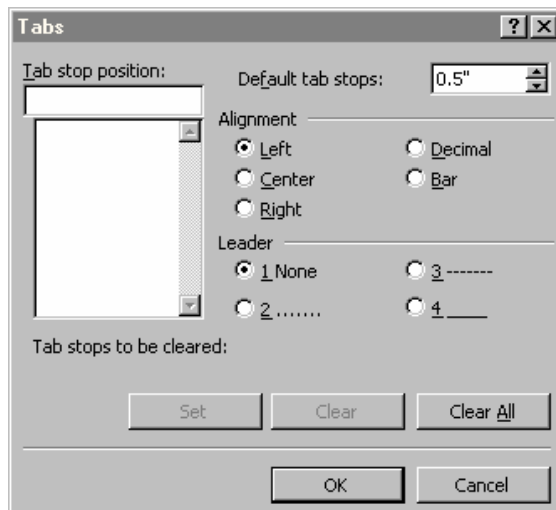 Tabs
Tab stop position:
Default tab stops: 0.5"
Alignment
Left Decimal
Center Bar
Right
Leader
1 None 3 -------
2 ....... 4 ____
Tab stops to be cleared:
Set Clear Clear All
OK Cancel